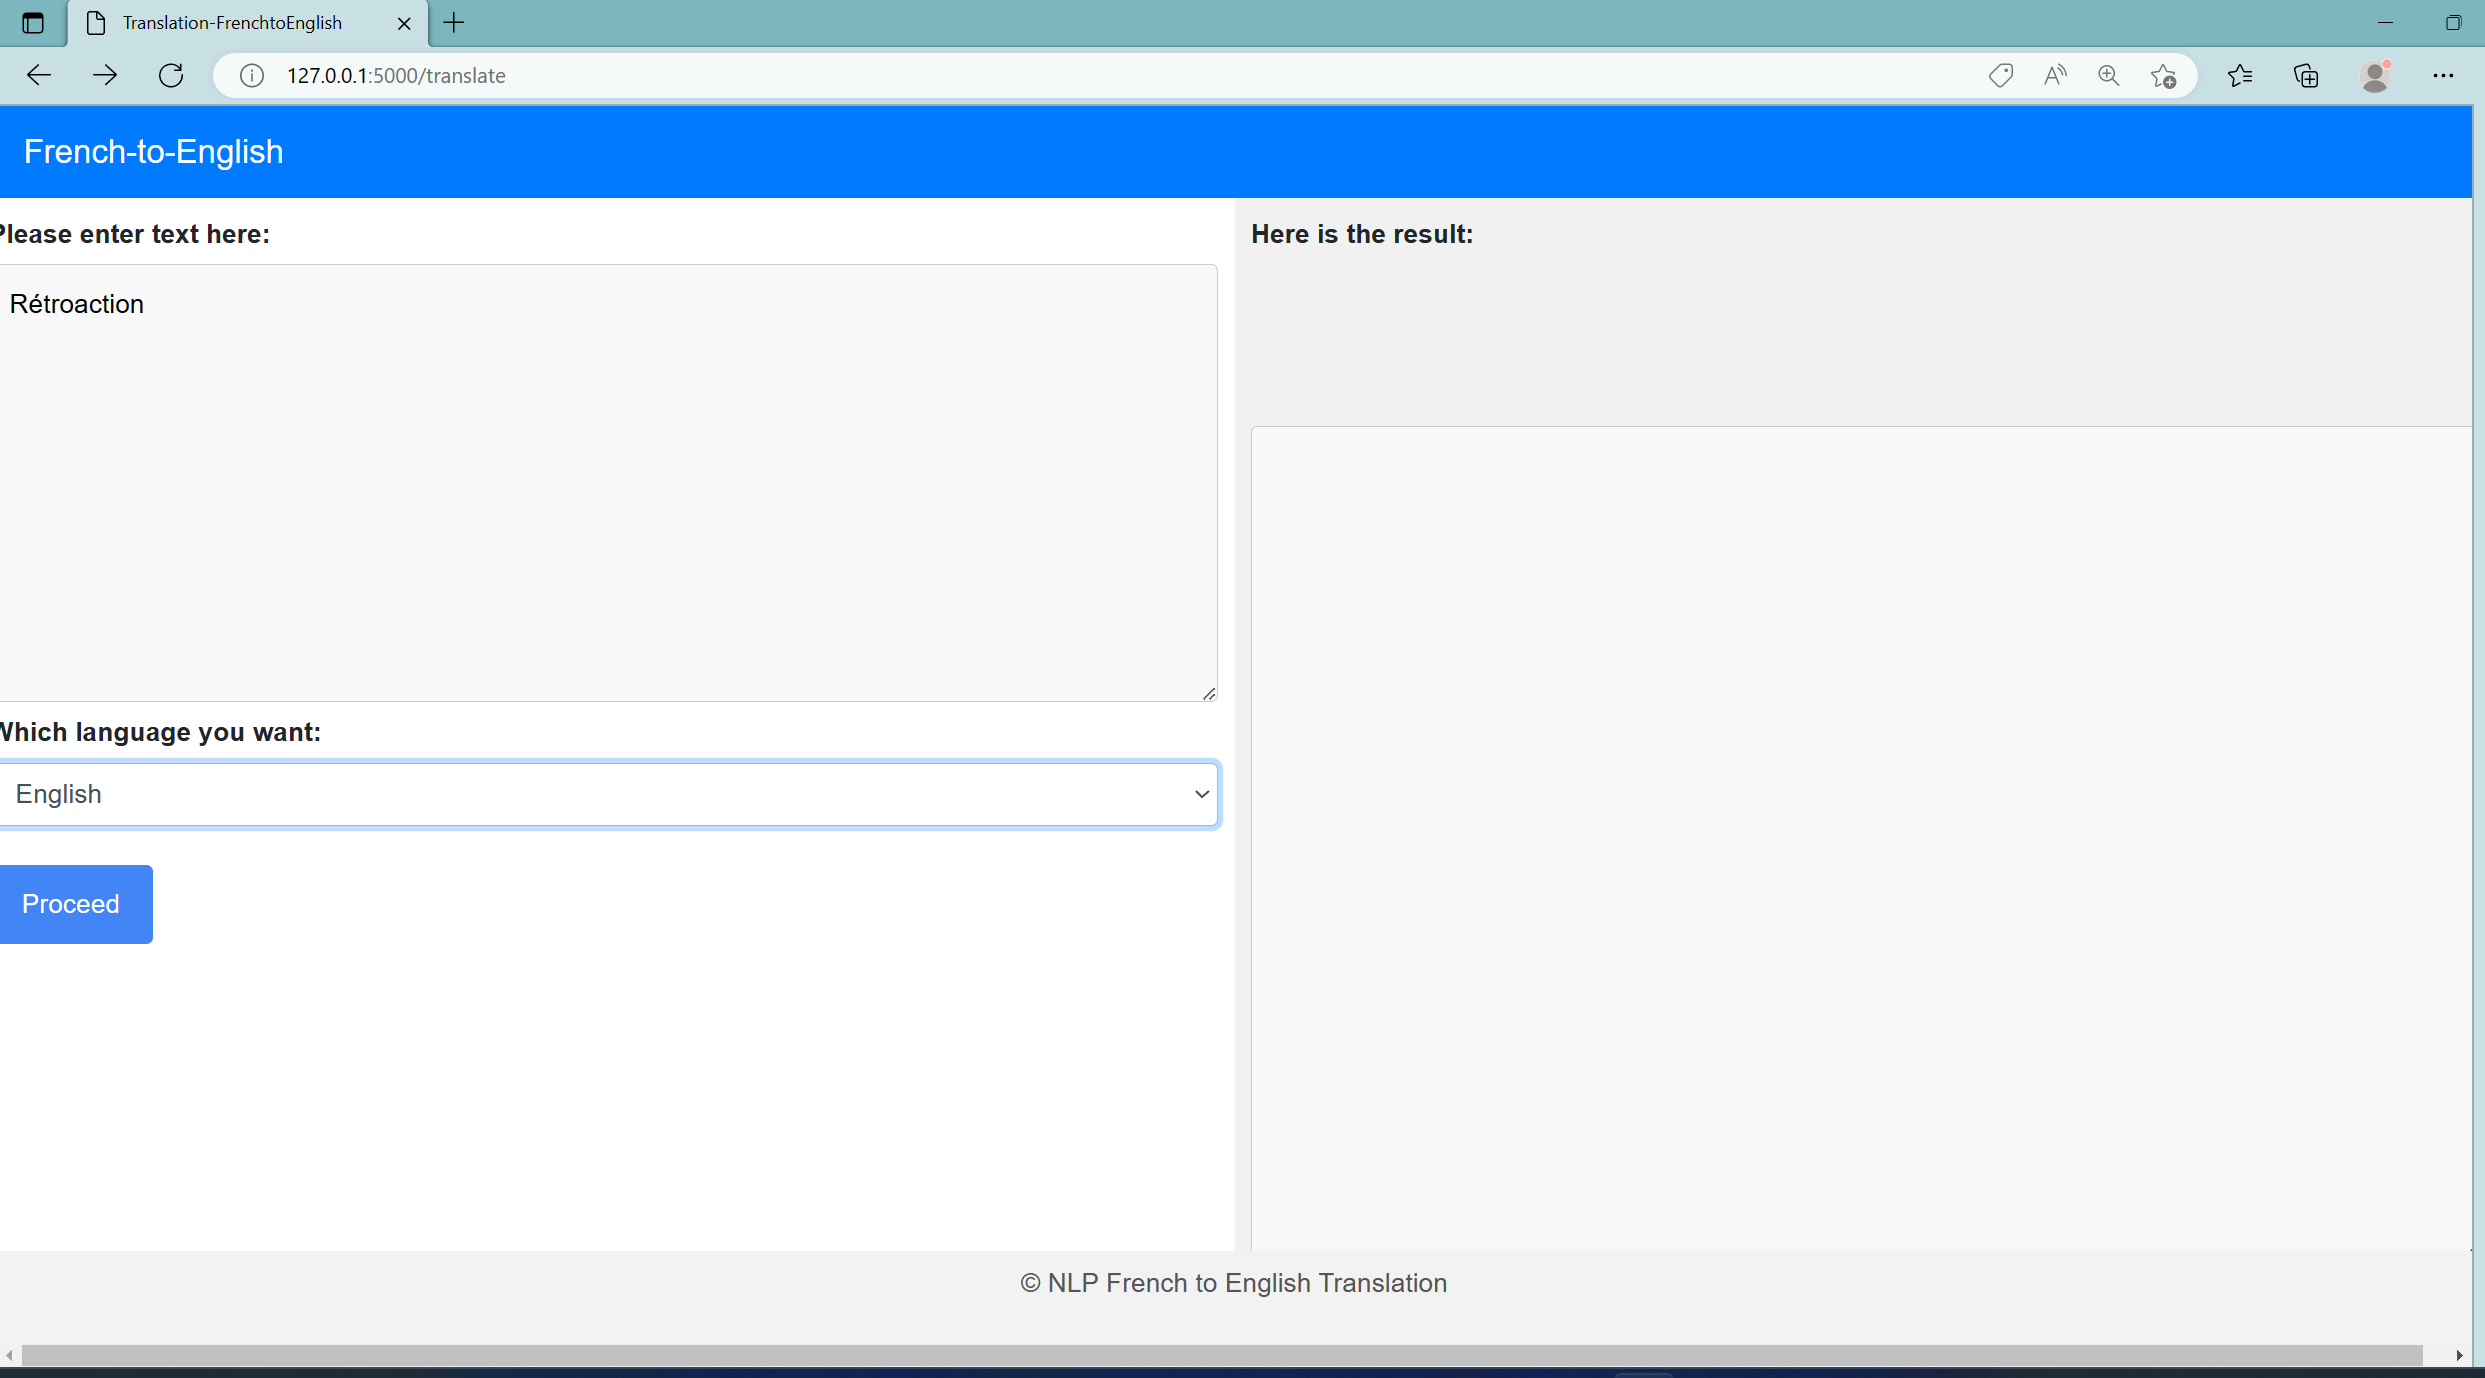 Translation-FrenchtoEnglish
127.0.0.1:5000/translate
French-to-English
Please enter text here:
Rétroaction
Which language you want:
English
Proceed
Here is the result:
© NLP French to English Translation